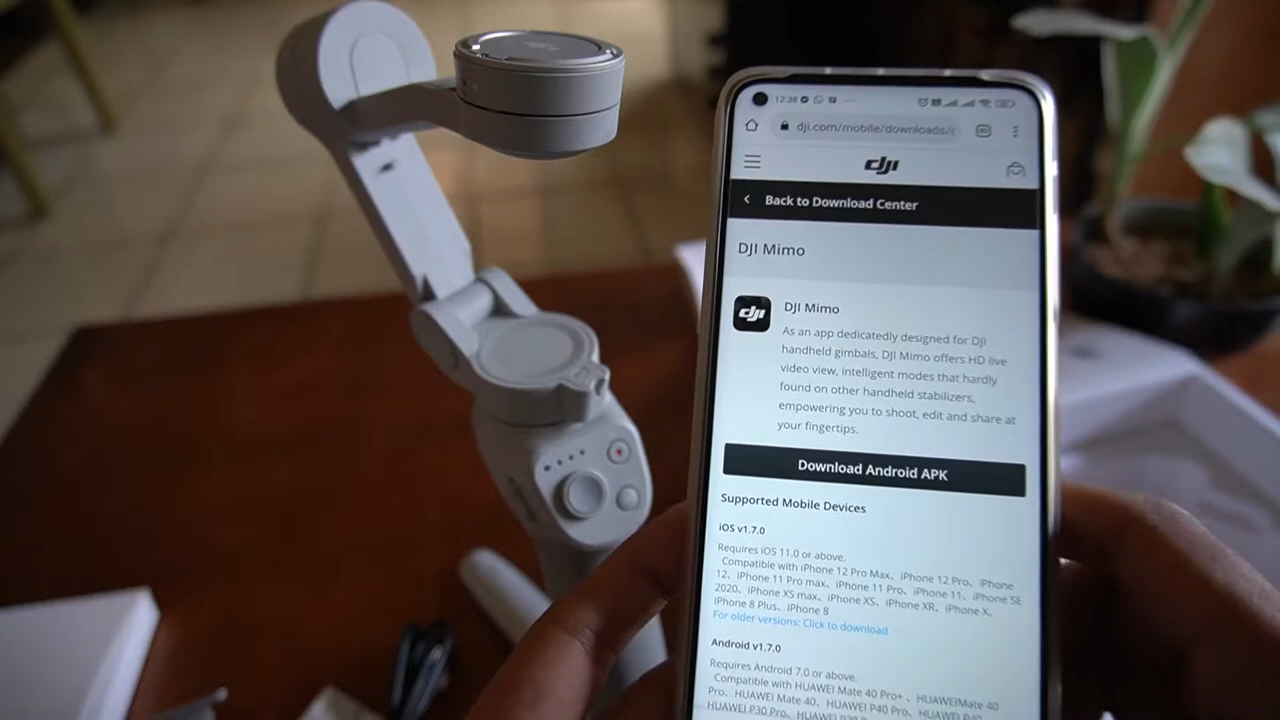 12:38
dji.com/mobile/downloads/
dji
Back to Download Center
DJI Mimo
dji
DJI Mimo
As an app dedicatedly designed for DJI
handheld gimbals, DJI Mimo offers HD live
video view, intelligent modes that hardly
found on other handheld stabilizers,
empowering you to shoot, edit and share at
your fingertips.
Download Android APK
Supported Mobile Devices
iOS v1.7.0
Requires iOS 11.0 or above.
Compatible with iPhone 12 Pro Max、iPhone 12 Pro、iPhone
12、iPhone 11 Pro max、iPhone 11 Pro、iPhone 11、iPhone SE
2020、iPhone XS max、iPhone XS、iPhone XR、iPhone X、
iPhone 8 Plus、iPhone 8
For older versions: Click to download
Android v1.7.0
Requires Android 7.0 or above.
Compatible with HUAWEI Mate 40 Pro+ 、HUAWEIMate 40
Pro、HUAWEI Mate 40、HUAWEI P40 Pro、HUAWEI P40
HUAWEI P30 Pro、HUAWEI